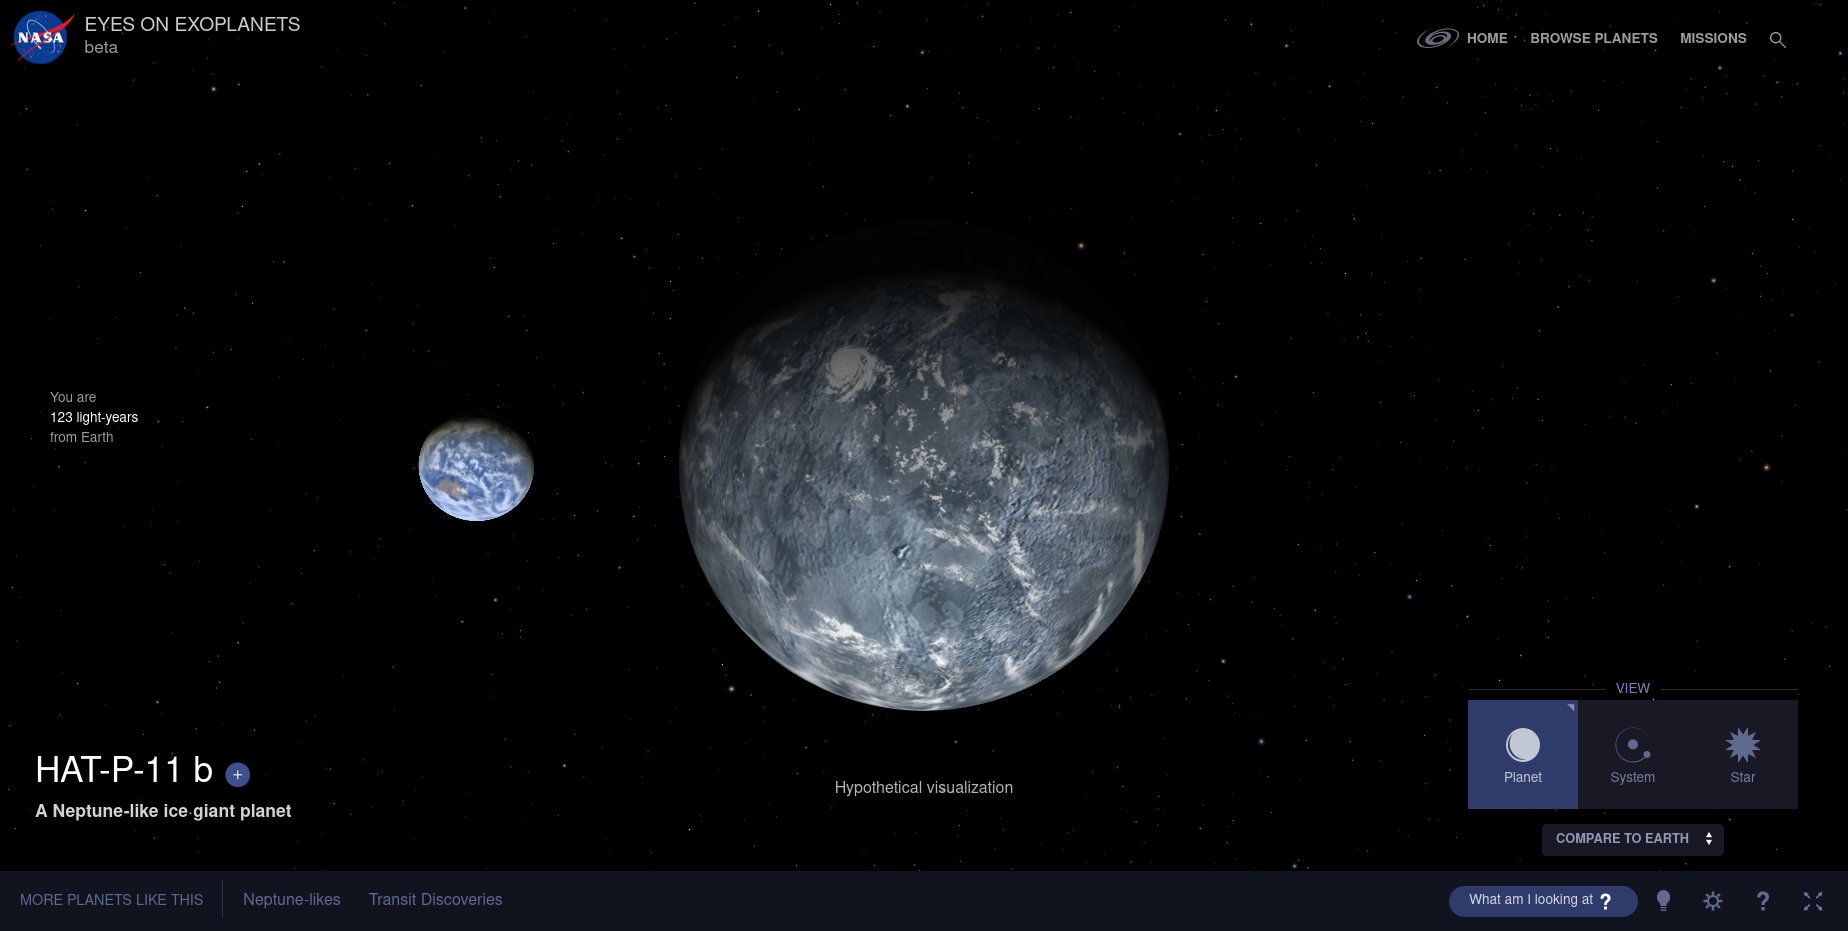 NASA
EYES ON EXOPLANETS
beta
HOME
BROWSE PLANETS
MISSIONS
You are
123 light-years
from Earth
HAT-P-11 b +
A Neptune-like ice giant planet
Hypothetical visualization
VIEW
Planet
System
Star
COMPARE TO EARTH
MORE PLANETS LIKE THIS
Neptune-likes
Transit Discoveries
What am I looking at ?
?